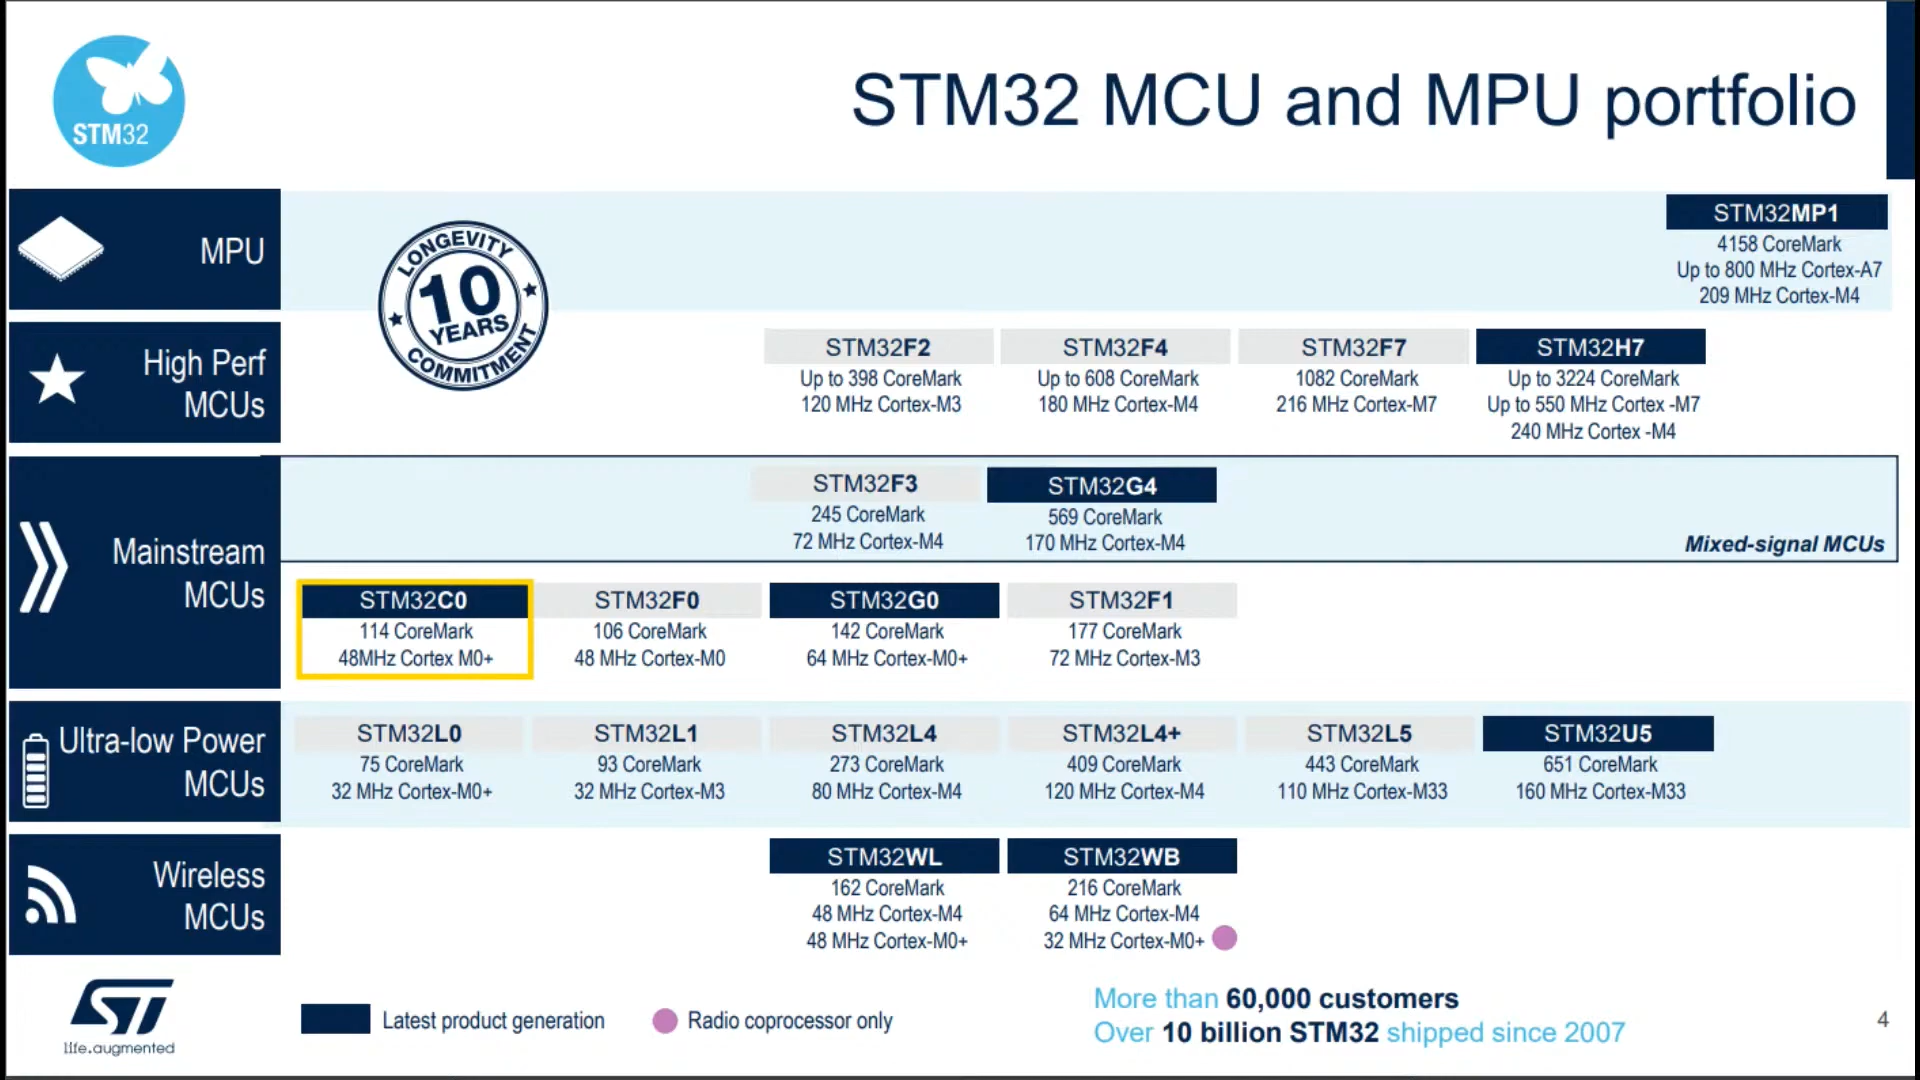 STM32
STM32 MCU and MPU portfolio
MPU
LONGEVITY
10
YEARS
COMMITMENT
STM32MP1
4158 CoreMark
Up to 800 MHz Cortex-A7
209 MHz Cortex-M4
High Perf
MCUs
STM32F2
Up to 398 CoreMark
120 MHz Cortex-M3
STM32F4
Up to 608 CoreMark
180 MHz Cortex-M4
STM32F7
1082 CoreMark
216 MHz Cortex-M7
STM32H7
Up to 3224 CoreMark
Up to 550 MHz Cortex -M7
240 MHz Cortex -M4
Mainstream
MCUs
STM32F3
245 CoreMark
72 MHz Cortex-M4
STM32G4
569 CoreMark
170 MHz Cortex-M4
Mixed-signal MCUs
STM32C0
114 CoreMark
48MHz Cortex M0+
STM32F0
106 CoreMark
48 MHz Cortex-M0
STM32G0
142 CoreMark
64 MHz Cortex-M0+
STM32F1
177 CoreMark
72 MHz Cortex-M3
Ultra-low Power
MCUs
STM32L0
75 CoreMark
32 MHz Cortex-M0+
STM32L1
93 CoreMark
32 MHz Cortex-M3
STM32L4
273 CoreMark
80 MHz Cortex-M4
STM32L4+
409 CoreMark
120 MHz Cortex-M4
STM32L5
443 CoreMark
110 MHz Cortex-M33
STM32U5
651 CoreMark
160 MHz Cortex-M33
Wireless
MCUs
STM32WL
162 CoreMark
48 MHz Cortex-M4
48 MHz Cortex-M0+
STM32WB
216 CoreMark
64 MHz Cortex-M4
32 MHz Cortex-M0+
ST
life.augmented
Latest product generation
Radio coprocessor only
More than 60,000 customers
Over 10 billion STM32 shipped since 2007
4